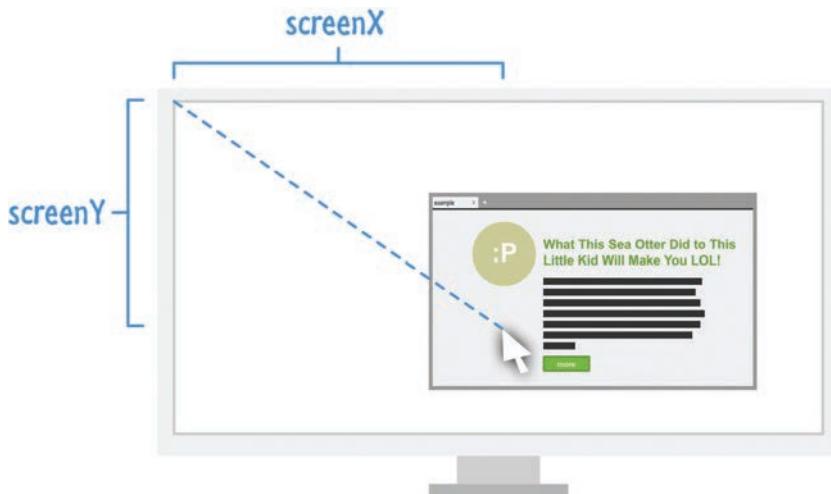 screenX
screenY
example x +
:P
What This Sea Otter Did to This
Little Kid Will Make You LOL!
more